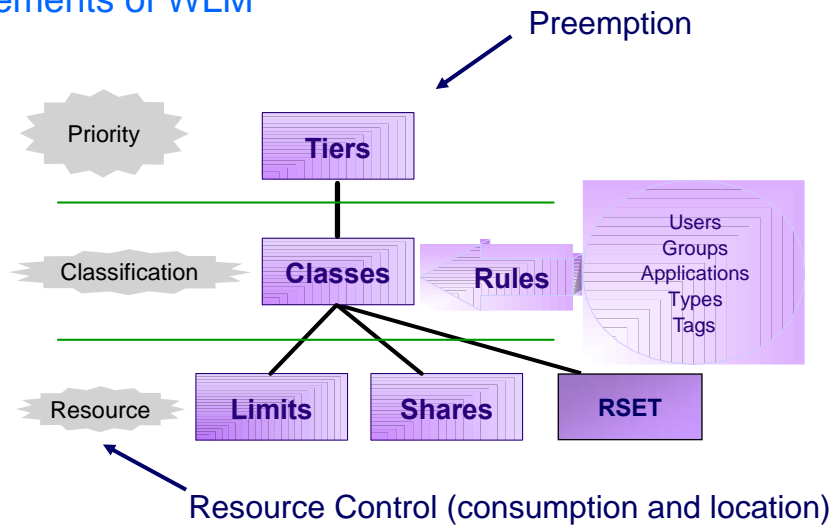 of WLM
Preemption
Priority
Tiers
Users
Groups
Applications
Types
Tags
Classification
Classes
Rules
Resource
Limits
Shares
RSET
Resource Control (consumption and location)